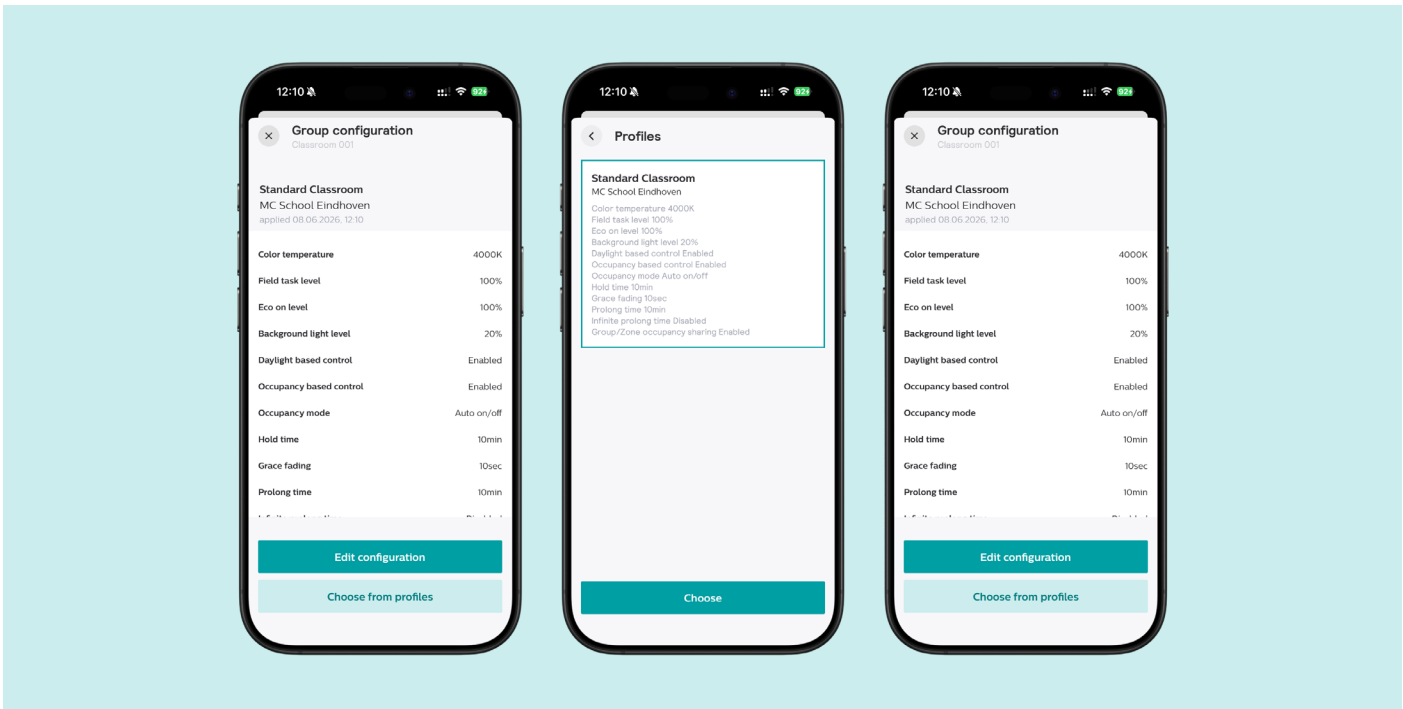 12:10
92
Group configuration
Classroom 001
Standard Classroom
MC School Eindhoven
applied 08.06.2026, 12:10
Color temperature 4000K
Field task level 100%
Eco on level 100%
Background light level 20%
Daylight based control Enabled
Occupancy based control Enabled
Occupancy mode Auto on/off
Hold time 10min
Grace fading 10sec
Prolong time 10min
Edit configuration
Choose from profiles
12:10
92
Profiles
Standard Classroom
MC School Eindhoven
Color temperature 4000K
Field task level 100%
Eco on level 100%
Background light level 20%
Daylight based control Enabled
Occupancy based control Enabled
Occupancy mode Auto on/off
Hold time 10min
Grace fading 10sec
Prolong time 10min
Infinite prolong time Disabled
Group/Zone occupancy sharing Enabled
Choose
12:10
92
Group configuration
Classroom 001
Standard Classroom
MC School Eindhoven
applied 08.06.2026, 12:10
Color temperature 4000K
Field task level 100%
Eco on level 100%
Background light level 20%
Daylight based control Enabled
Occupancy based control Enabled
Occupancy mode Auto on/off
Hold time 10min
Grace fading 10sec
Prolong time 10min
Edit configuration
Choose from profiles